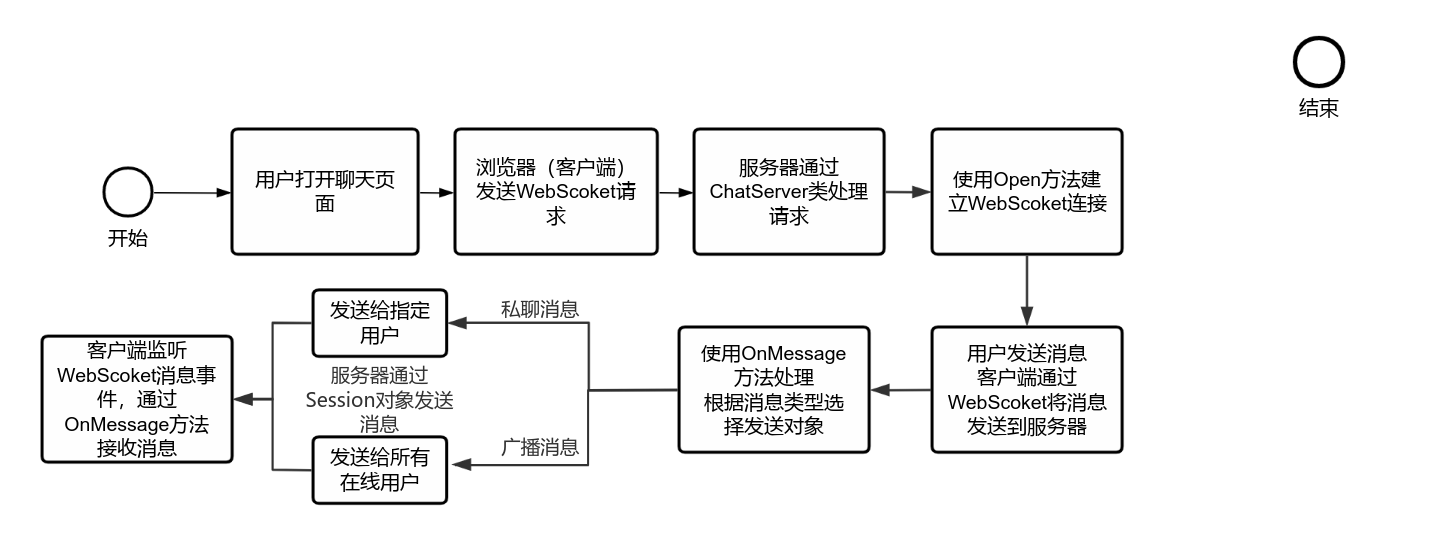 结束
用户打开聊天页
面
浏览器（客户端）
发送WebScoket请
求
服务器通过
ChatServer类处理
请求
使用Open方法建
立WebScoket连接
开始
发送给指定
用户
私聊消息
客户端监听
WebScoket消息事
件，通过
OnMessage方法
接收消息
服务器通过
Session对象发送
消息
使用OnMessage
方法处理
根据消息类型选
择发送对象
用户发送消息
客户端通过
WebScoket将消息
发送到服务器
广播消息
发送给所有
在线用户